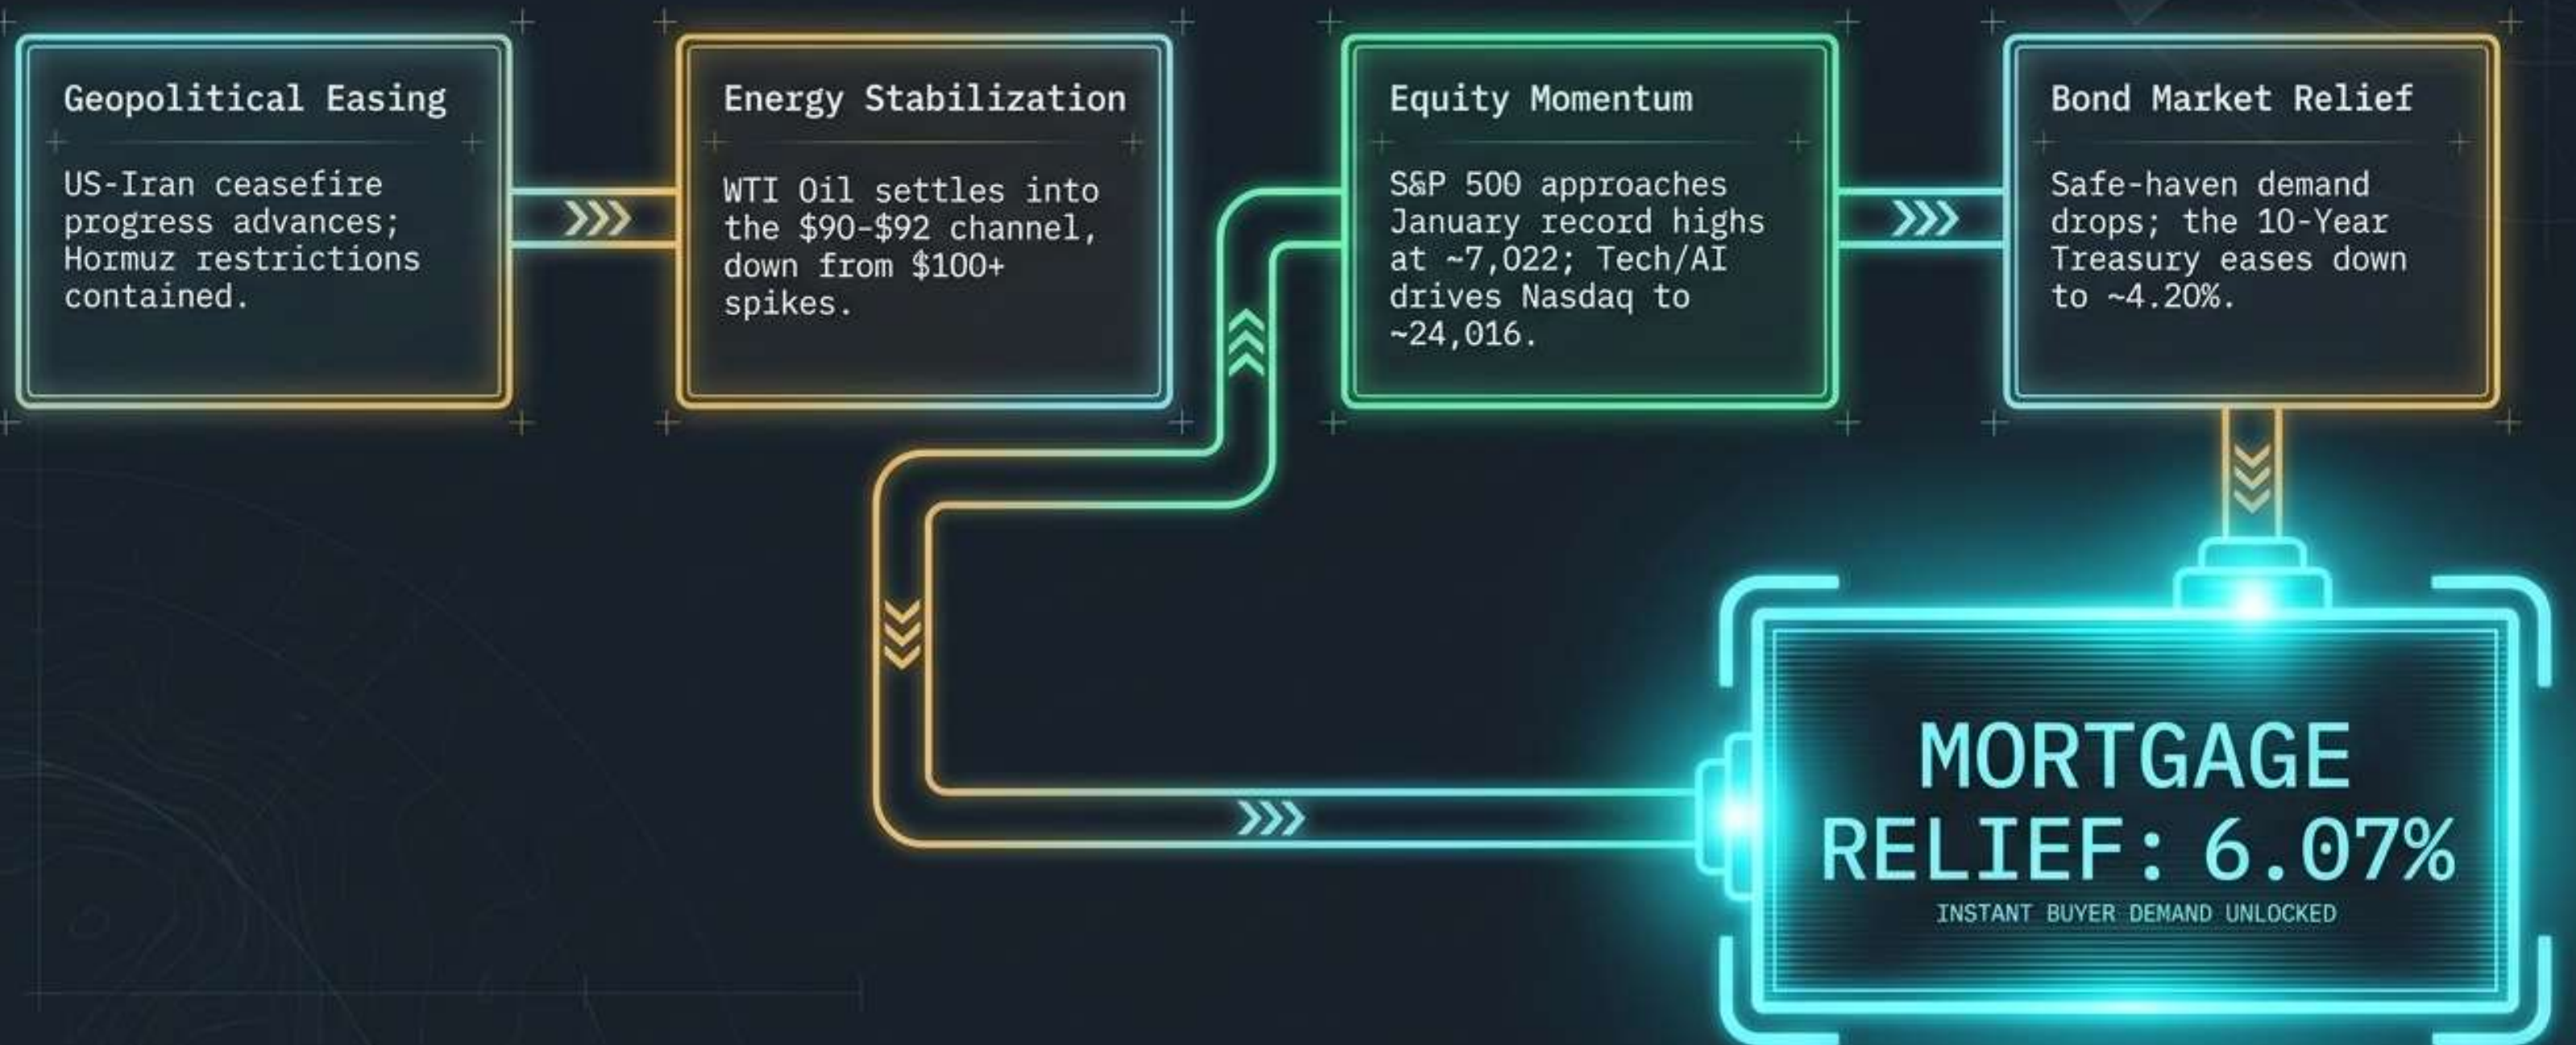 Geopolitical Easing
US-Iran ceasefire
progress advances;
Hormuz restrictions
contained.
Energy Stabilization
WTI Oil settles into
the $90-$92 channel,
down from $100+
spikes.
Equity Momentum
S&P 500 approaches
January record highs
at ~7,022; Tech/AI
drives Nasdaq to
~24,016.
Bond Market Relief
Safe-haven demand
drops; the 10-Year
Treasury eases down
to ~4.20%.
MORTGAGE
RELIEF: 6.07%
INSTANT BUYER DEMAND UNLOCKED